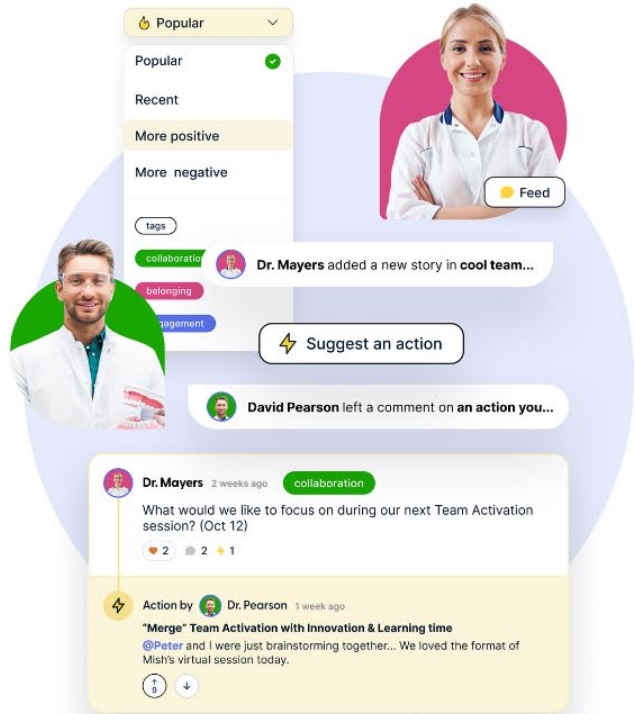 Popular
Popular
Recent
More positive
More negative
tags
collaboratio
belonging
gagement
Feed
Dr. Mayers added a new story in cool team...
Suggest an action
David Pearson left a comment on an action you...
Dr. Mayers 2 weeks ago collaboration
What would we like to focus on during our next Team Activation
session? (Oct 12)
2 2 1
Action by Dr. Pearson 1 week ago
“Merge” Team Activation with Innovation & Learning time
@Peter and I were just brainstorming together... We loved the format of
Mish’s virtual session today.
9